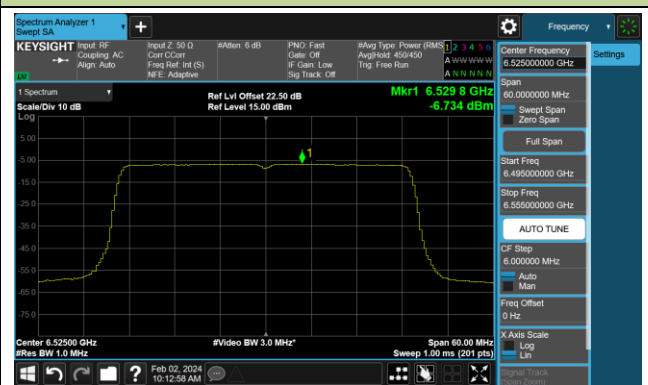 Spectrum Analyzer 1
Swept SA
Frequency
KEYSIGHT
Input: RF
Coupling: AC
Align: Auto
Input Z: 50 Ω
Corr CCorr
Freq Ref: Int (S)
NFE: Adaptive
#Atten: 6 dB
PNO: Fast
Gate: Off
IF Gain: Low
Sig Track: Off
#Avg Type: Power (RMS
Avg|Hold: 450/450
Trig: Free Run
1 2 3 4 5 6
A W W W W W
A N N N N N
Center Frequency
6.525000000 GHz
Settings
Span
60.0000000 MHz
Swept Span
Zero Span
Full Span
Start Freq
6.495000000 GHz
Stop Freq
6.555000000 GHz
AUTO TUNE
CF Step
6.000000 MHz
Auto
Man
Freq Offset
0 Hz
X Axis Scale
Log
Lin
Signal Track
(Span Zoom)
1 Spectrum
Scale/Div 10 dB
Ref Lvl Offset 22.50 dB
Ref Level 15.00 dBm
Mkr1 6.529 8 GHz
-6.734 dBm
Log
5.00
-5.00
-15.0
-25.0
-35.0
-45.0
-55.0
-65.0
-75.0
1
Center 6.52500 GHz
#Res BW 1.0 MHz
#Video BW 3.0 MHz*
Span 60.00 MHz
Sweep 1.00 ms (201 pts)
Feb 02, 2024
10:12:58 AM